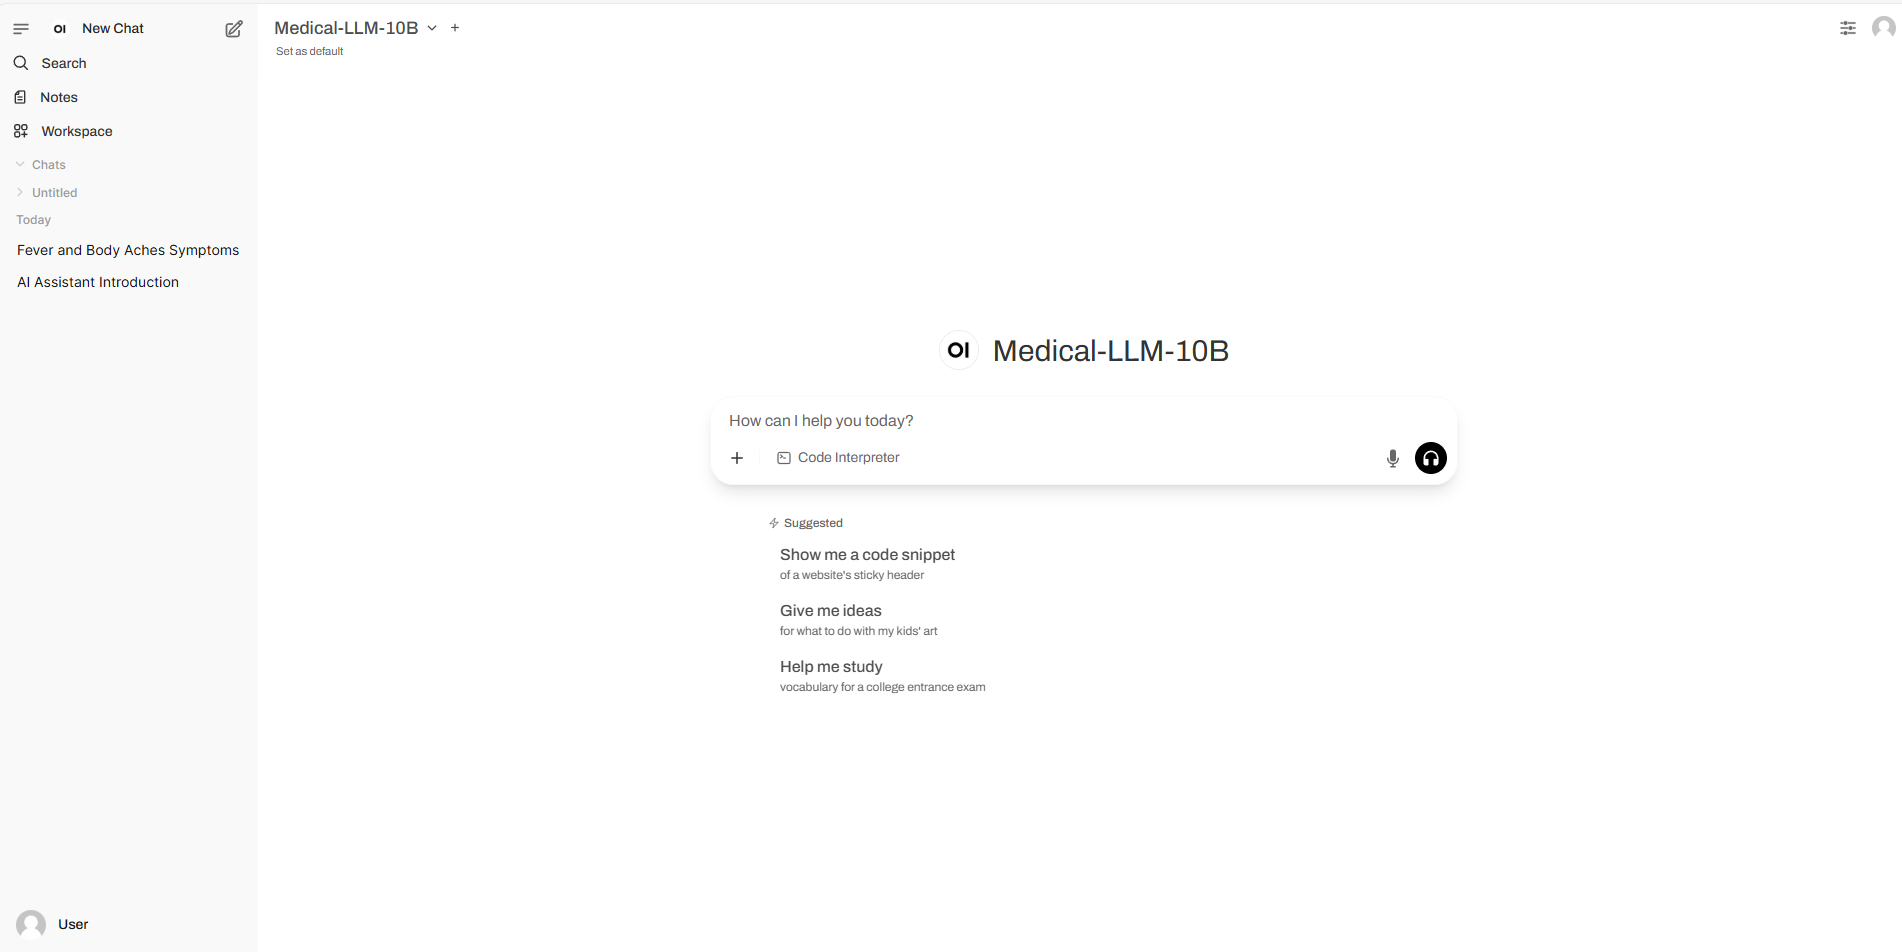 OI New Chat
Search
Notes
Workspace
Chats
Untitled
Today
Fever and Body Aches Symptoms
AI Assistant Introduction
User
Medical-LLM-10B
Set as default
OI Medical-LLM-10B
How can I help you today?
Code Interpreter
Suggested
Show me a code snippet
of a website's sticky header
Give me ideas
for what to do with my kids' art
Help me study
vocabulary for a college entrance exam